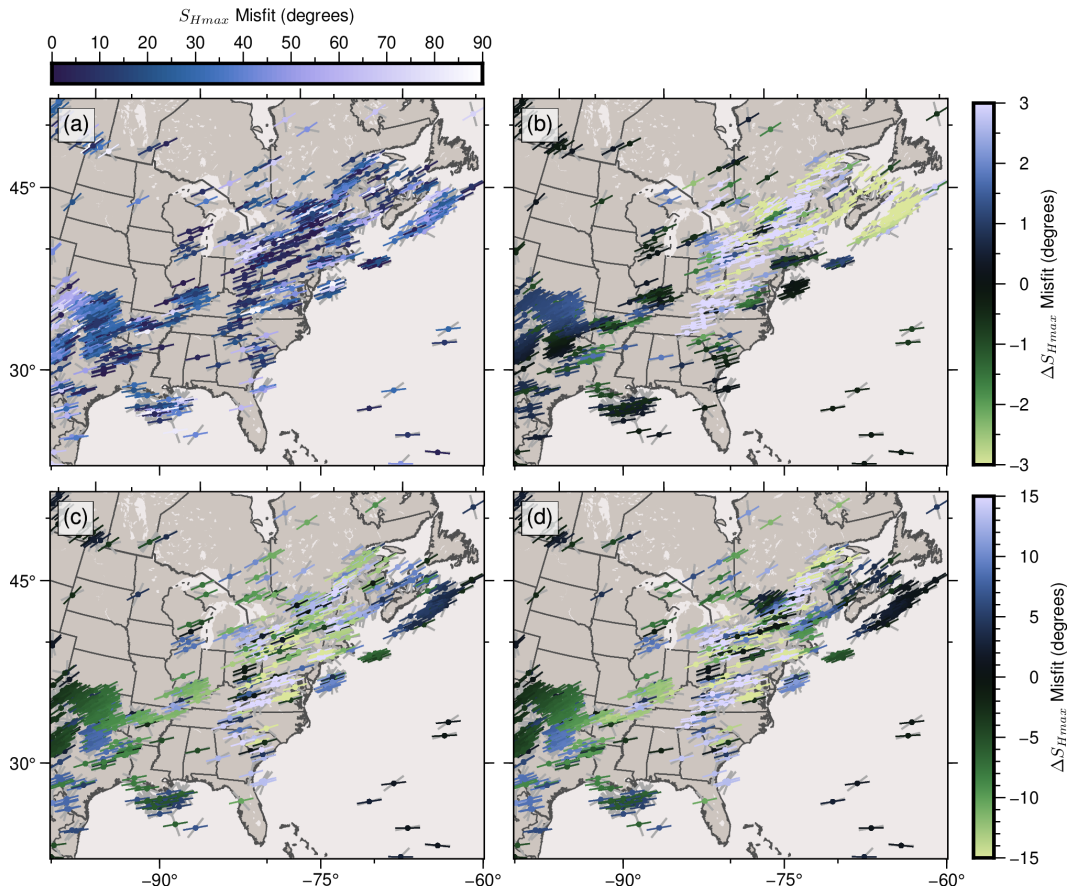 S_Hmax Misfit (degrees)
0 10 20 30 40 50 60 70 80 90
(a)
(b)
45°
30°
3
2
1
0
−1
−2
−3
ΔS_Hmax Misfit (degrees)
(c)
(d)
45°
30°
15
10
5
0
−5
−10
−15
ΔS_Hmax Misfit (degrees)
−90° −75° −60° −90° −75° −60°